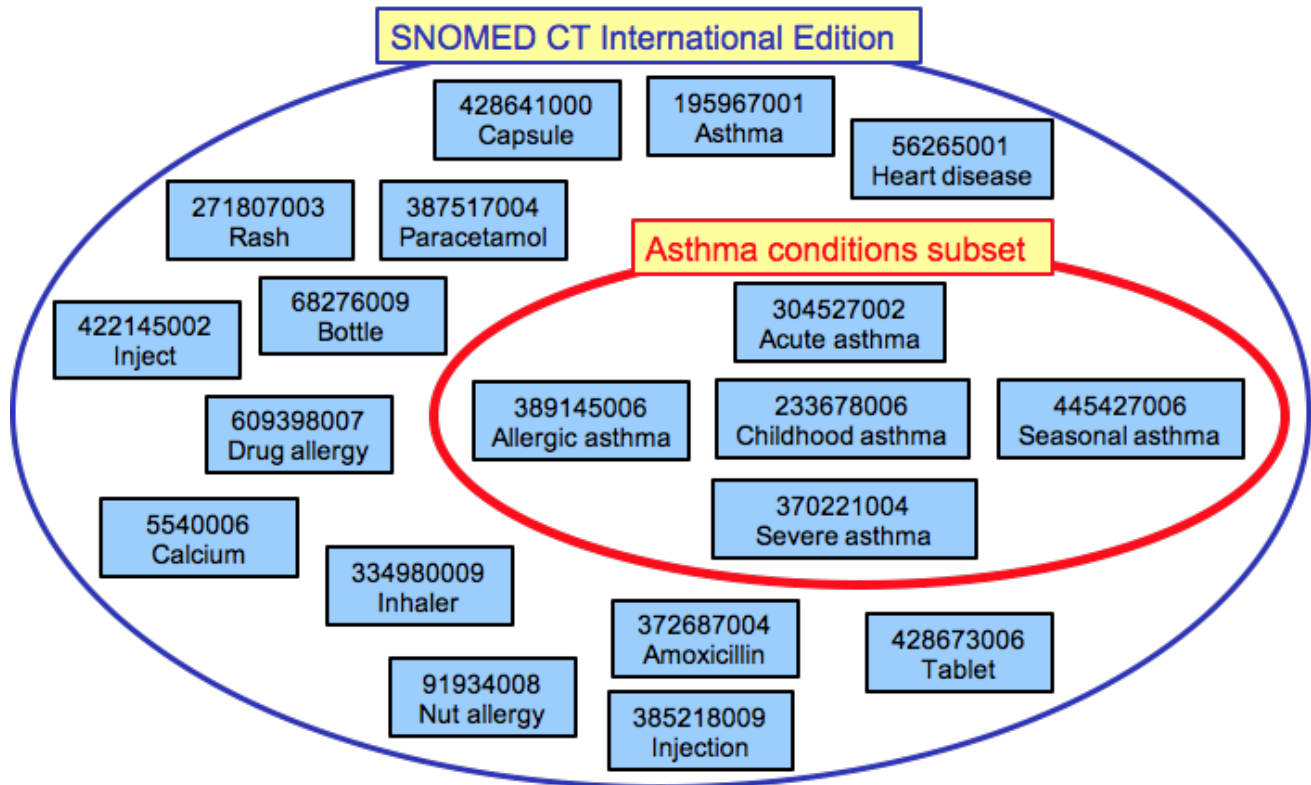 SNOMED CT International Edition
428641000
Capsule
195967001
Asthma
56265001
Heart disease
271807003
Rash
387517004
Paracetamol
Asthma conditions subset
68276009
Bottle
422145002
Inject
304527002
Acute asthma
609398007
Drug allergy
389145006
Allergic asthma
233678006
Childhood asthma
445427006
Seasonal asthma
370221004
Severe asthma
5540006
Calcium
334980009
Inhaler
372687004
Amoxicillin
428673006
Tablet
91934008
Nut allergy
385218009
Injection